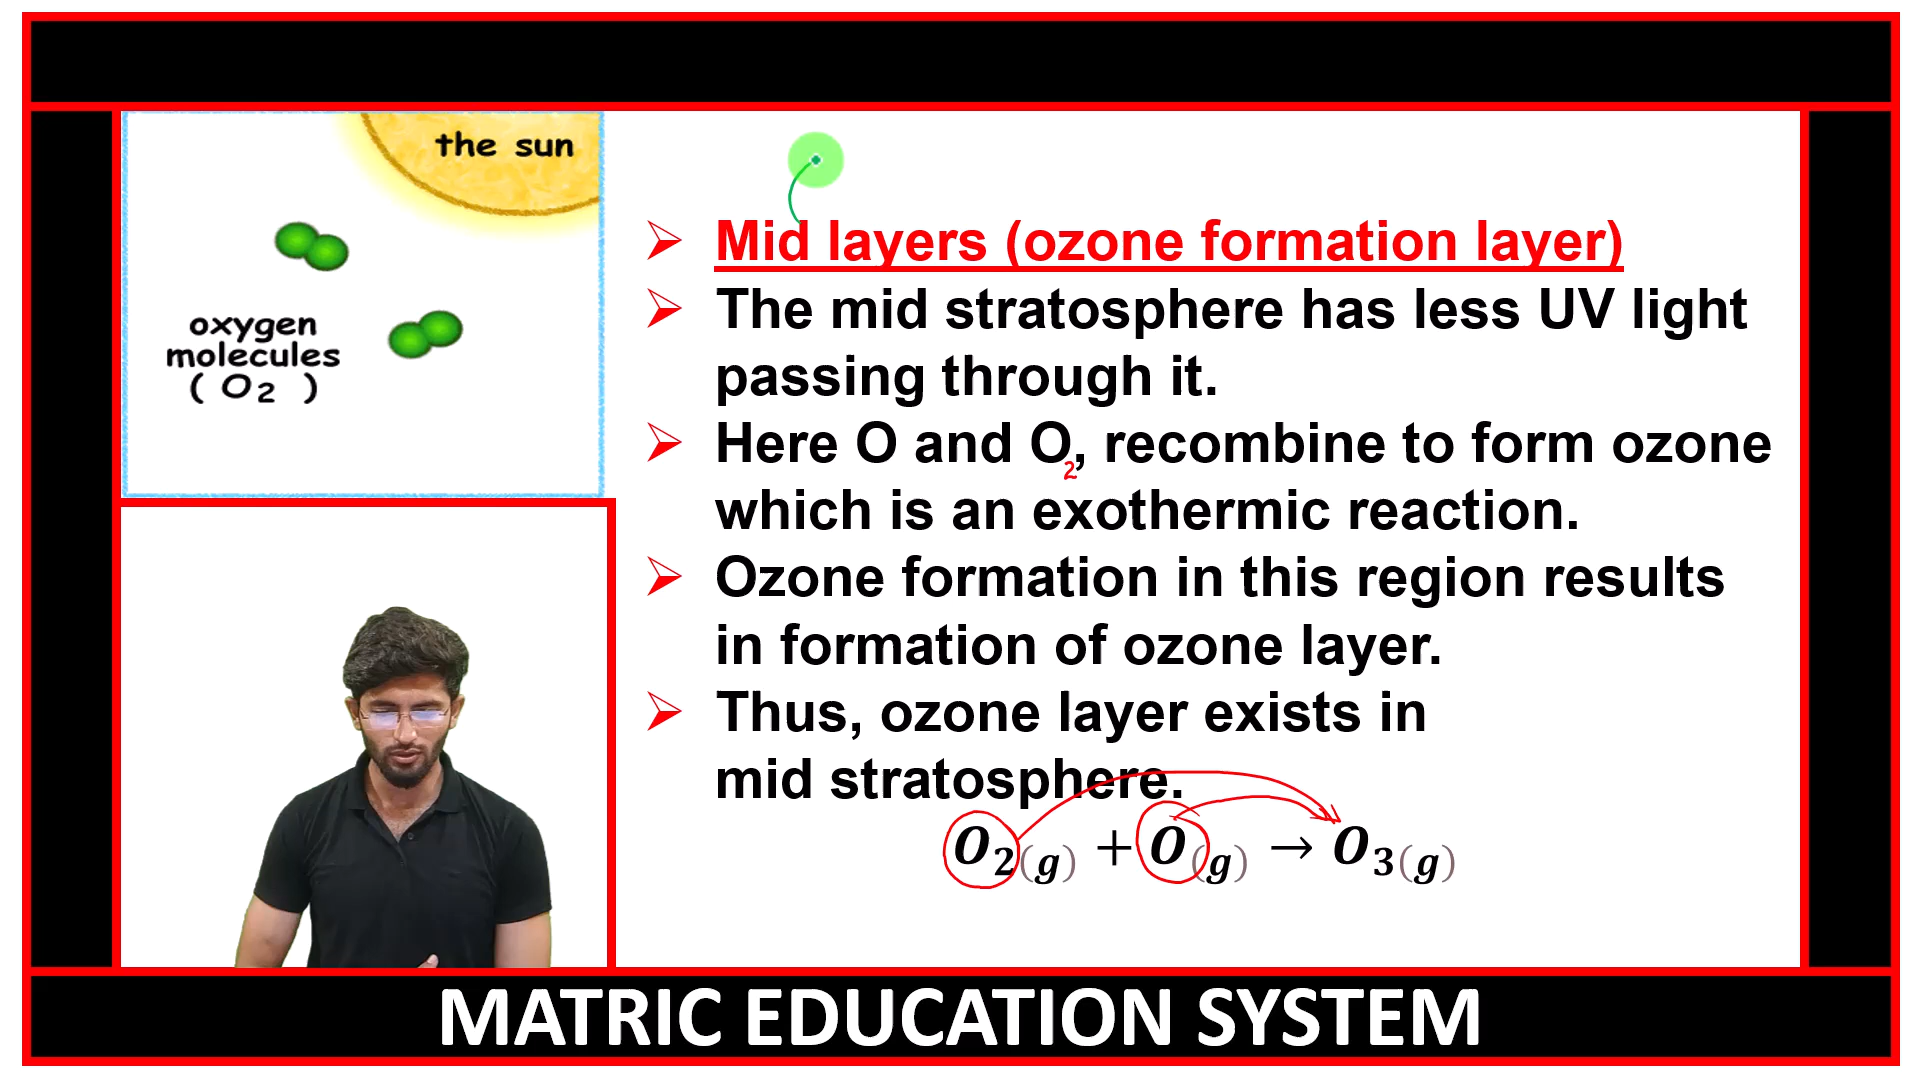 the sun
oxygen
molecules
( O₂ )
Mid layers (ozone formation layer)
The mid stratosphere has less UV light
passing through it.
Here O and O₂, recombine to form ozone
which is an exothermic reaction.
Ozone formation in this region results
in formation of ozone layer.
Thus, ozone layer exists in
mid stratosphere.
O₂(g) + O(g) → O₃(g)
MATRIC EDUCATION SYSTEM